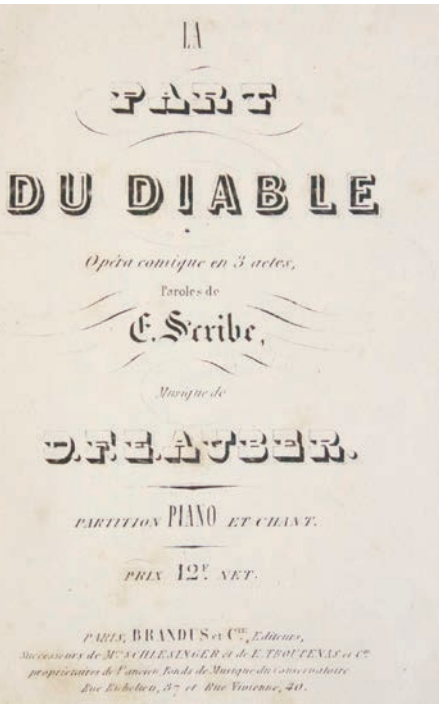 LA
PART
DU DIABLE
Opéra comique en 3 actes,
Paroles de
E. Scribe,
Musique de
D.F.E. AUBER.
PARTITION PIANO ET CHANT.
PRIX 12F. NET.
PARIS, BRANDUS et CIE, Editeurs,
Successeurs de MCE SCHLESINGER et de E. TROUPENAS et CIE
propriétaires de l'ancien Fonds de Musique du Conservatoire
Rue Richelieu, 87 et Rue Vivienne, 40.